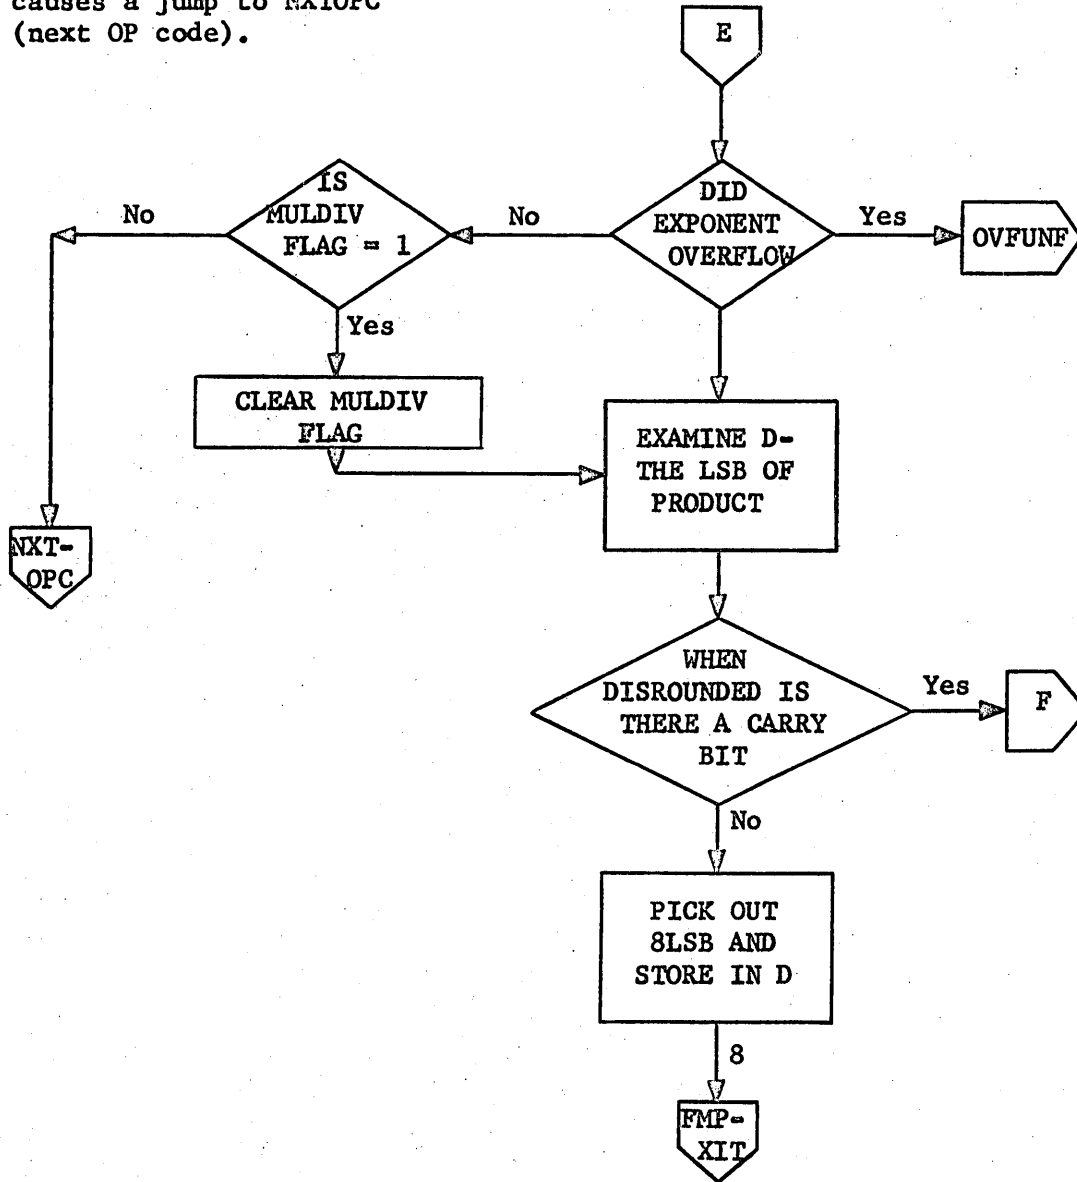 causes a jump to NXTOPC
(next OP code).
E
DID
EXPONENT
OVERFLOW
Yes
OVFUNF
No
IS
MULDIV
FLAG = 1
No
Yes
CLEAR MULDIV
FLAG
EXAMINE D-
THE LSB OF
PRODUCT
NXT-
OPC
WHEN
DISROUNDED IS
THERE A CARRY
BIT
Yes
F
No
PICK OUT
8LSB AND
STORE IN D
8
FMP-
XIT